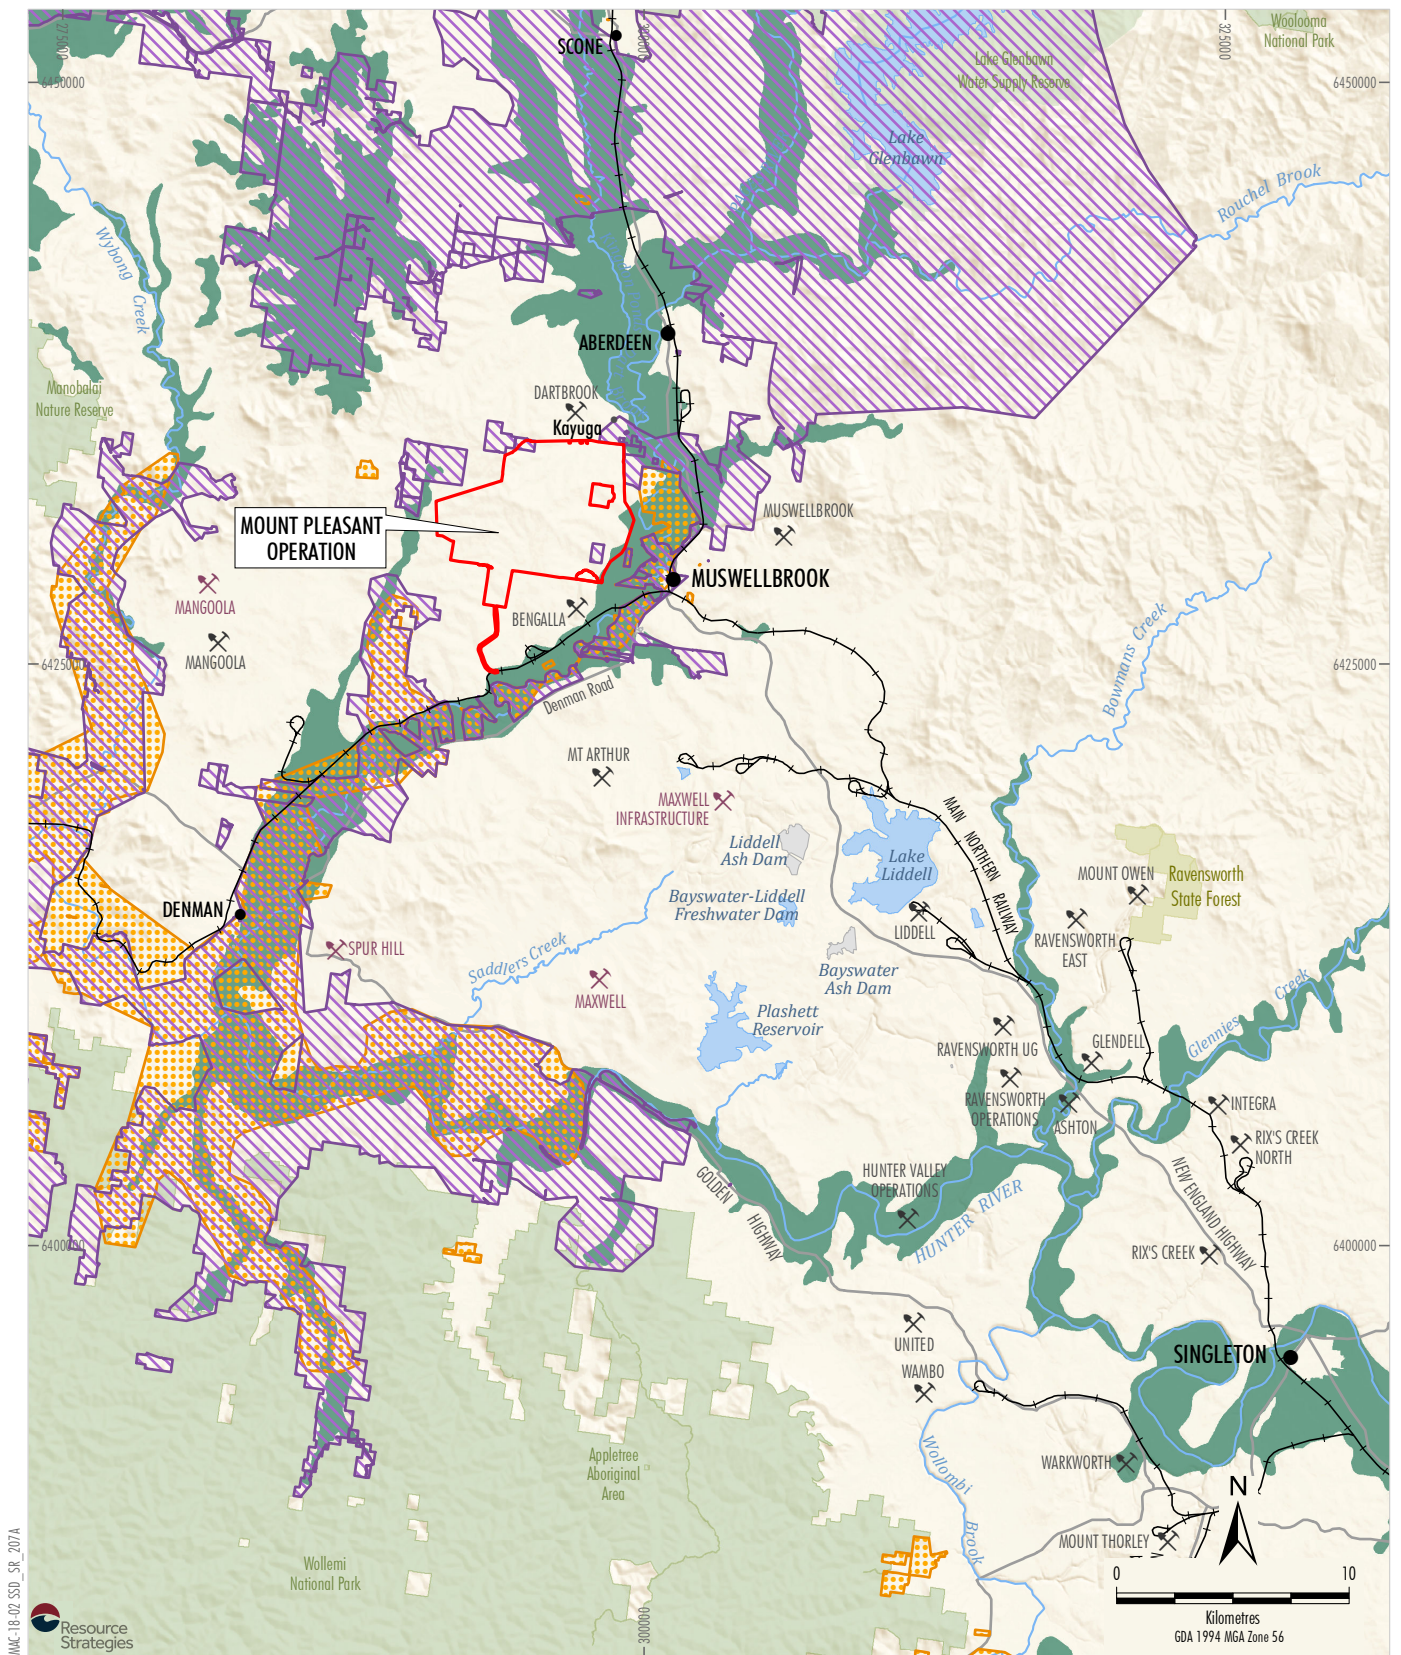 275000
300000
325000
Woolooma
National Park
SCONE
Lake Glenbawn
Water Supply Reserve
6450000
6450000
Lake
Glenbawn
Rouchel Brook
Wybong
Creek
ABERDEEN
Manobalai
Nature Reserve
DARTBROOK
Kayuga
MOUNT PLEASANT
OPERATION
MUSWELLBROOK
MUSWELLBROOK
MANGOOLA
MANGOOLA
BENGALLA
6425000
6425000
Denman Road
Bowmans Creek
MT ARTHUR
MAXWELL
INFRASTRUCTURE
MAIN NORTHERN RAILWAY
Liddell
Ash Dam
Lake
Liddell
MOUNT OWEN
Ravensworth
State Forest
Bayswater-Liddell
Freshwater Dam
DENMAN
LIDDELL
RAVENSWORTH
EAST
SPUR HILL
Saddlers Creek
MAXWELL
Bayswater
Ash Dam
Plashett
Reservoir
Glennies
Creek
RAVENSWORTH UG
GLENDELL
RAVENSWORTH
OPERATIONS
ASHTON
INTEGRA
RIX'S CREEK
NORTH
HUNTER VALLEY
OPERATIONS
GOLDEN
HIGHWAY
HUNTER RIVER
NEW ENGLAND HIGHWAY
RIX'S CREEK
6400000
6400000
UNITED
WAMBO
SINGLETON
Wollombi
Brook
WARKWORTH
Appletree
Aboriginal
Area
MOUNT THORLEY
Wollemi
National Park
N
0
10
Kilometres
GDA 1994 MGA Zone 56
300000
Resource
Strategies
MAC-18-02 SSD_SR_207A